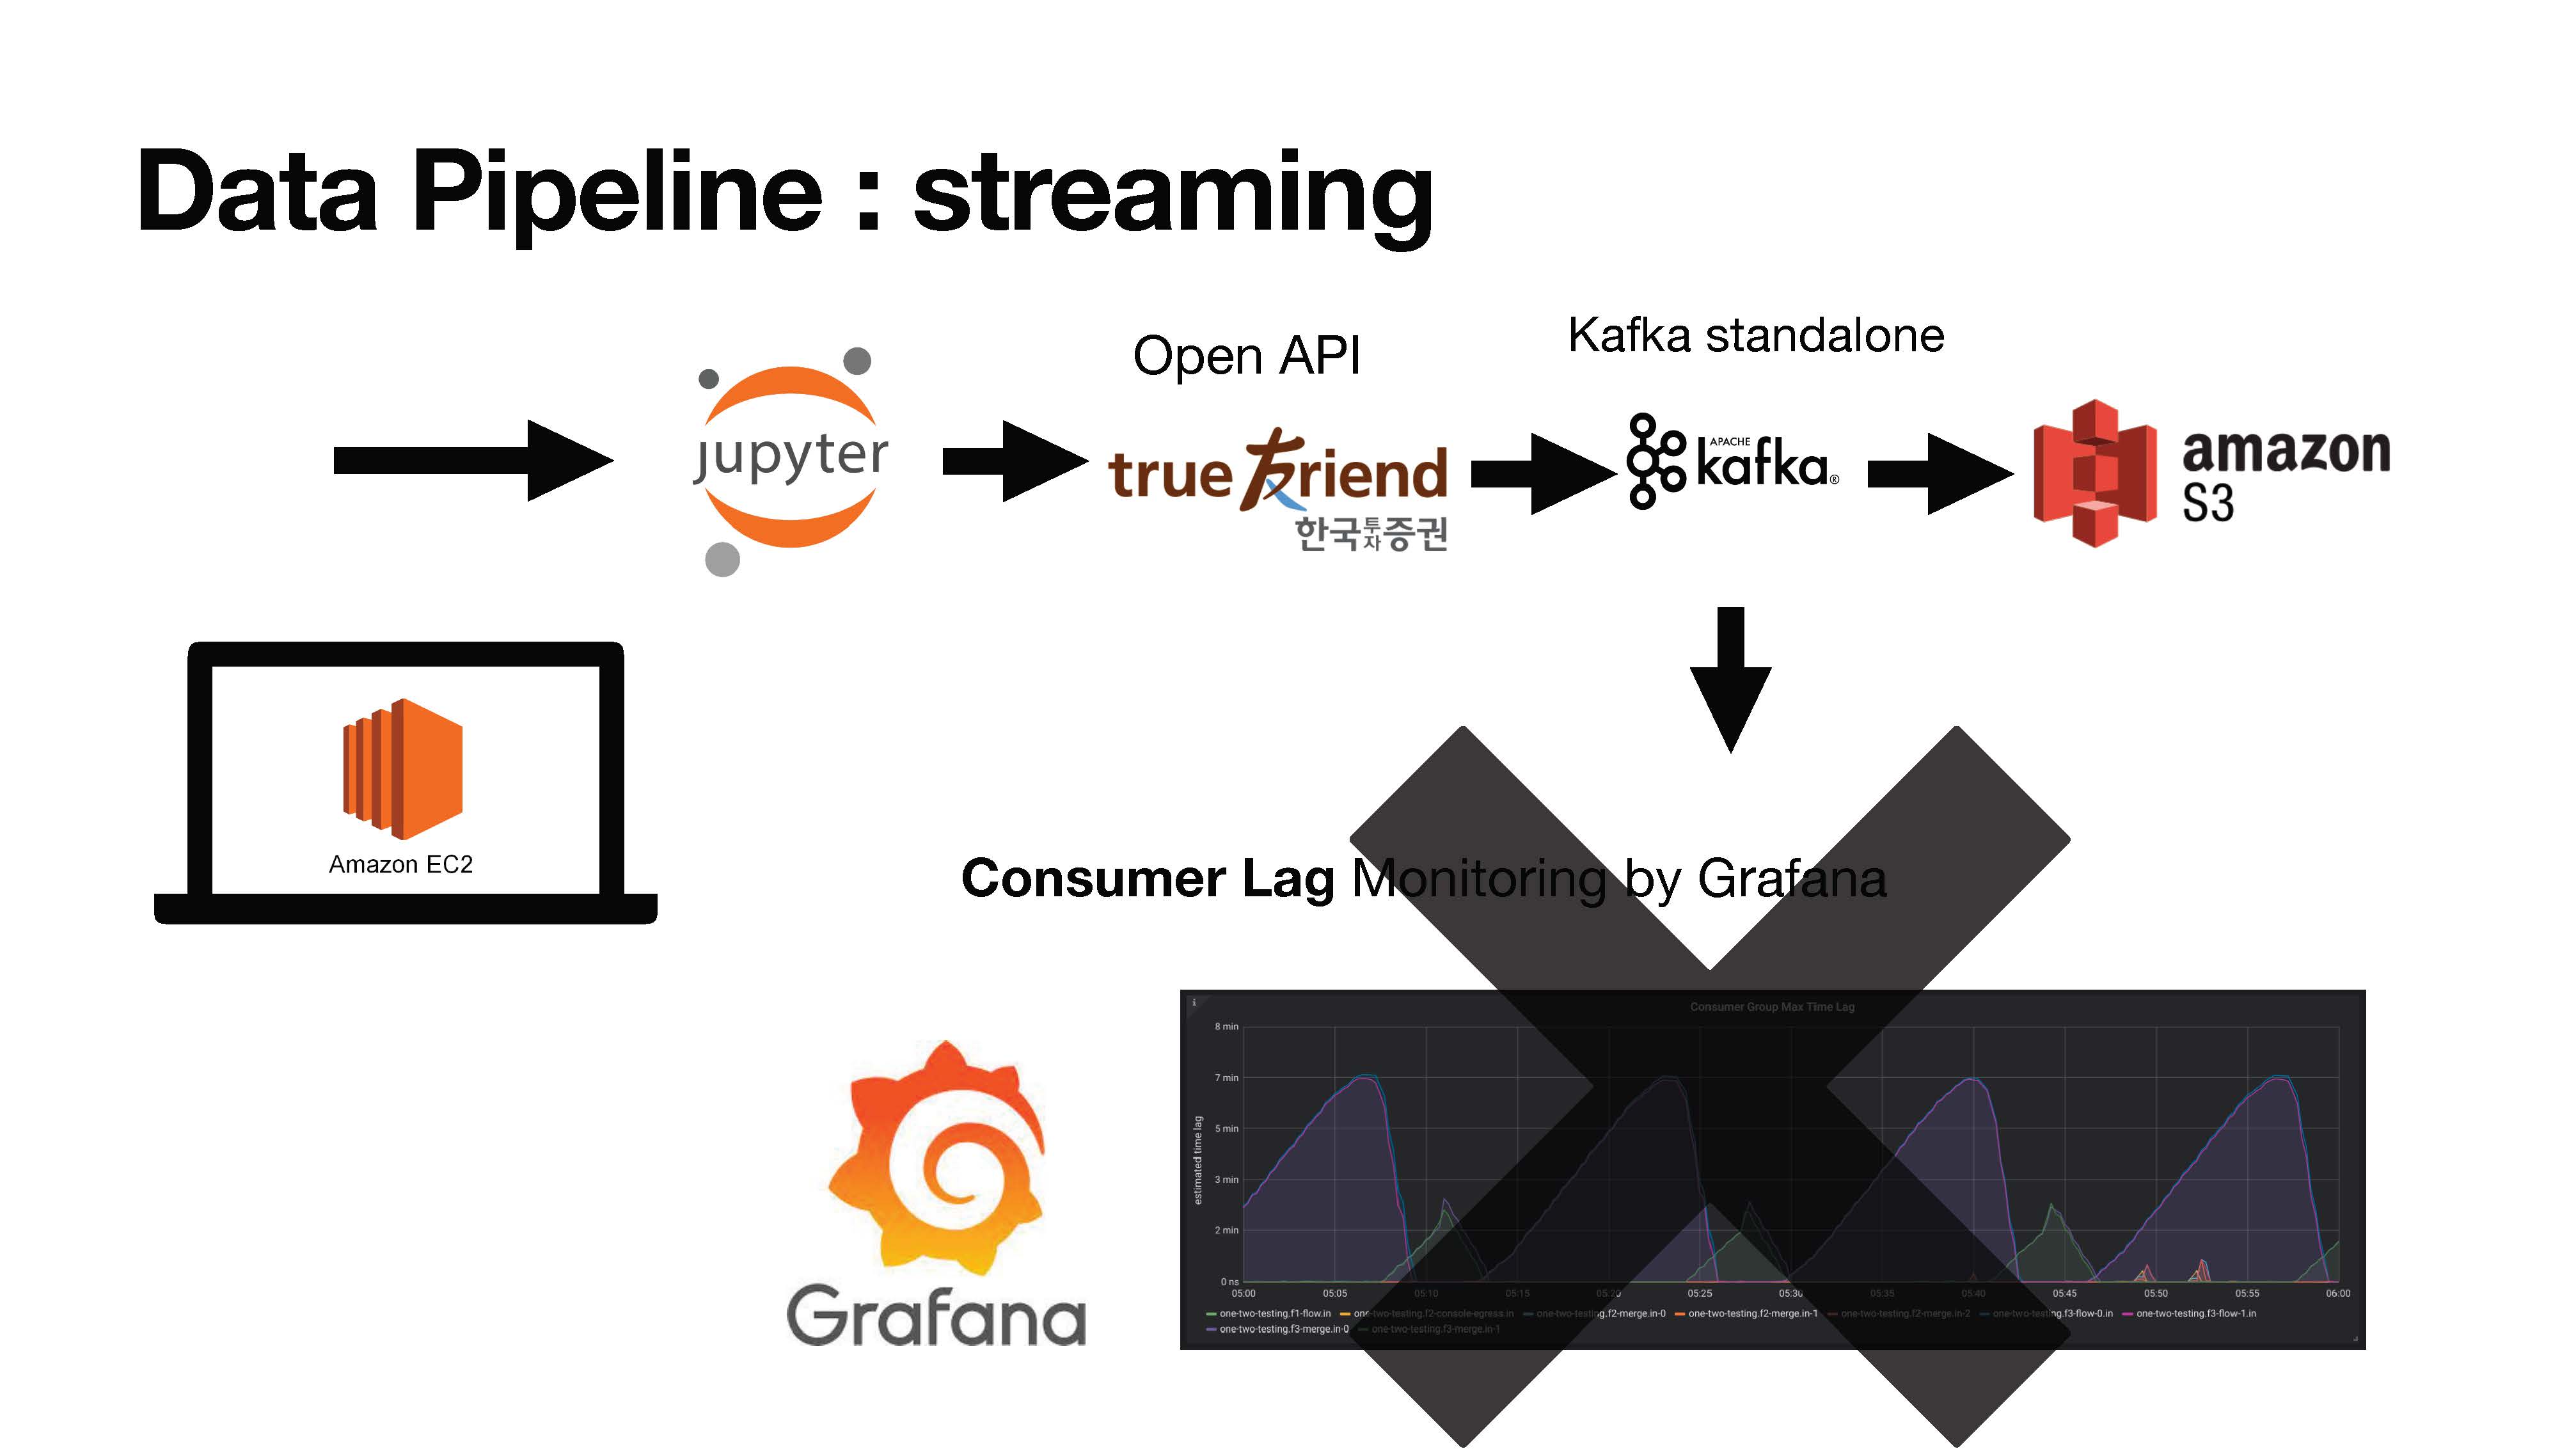 Data Pipeline : streaming
Open API
Kafka standalone
jupyter
true friend
한국투자증권
APACHE
kafka®
amazon
S3
Amazon EC2
Consumer Lag Monitoring by Grafana
Grafana
Consumer Group Max Time Lag
estimated time lag
8 min
7 min
5 min
3 min
2 min
0 ns
05:00 05:05 05:10 05:15 05:20 05:25 05:30 05:35 05:40 05:45 05:50 05:55 06:00
one-two-testing.f1-flow.in one-two-testing.f2-console-egress.in one-two-testing.f2-merge.in-0 one-two-testing.f2-merge.in-1 one-two-testing.f2-merge.in-2 one-two-testing.f3-flow-0.in one-two-testing.f3-flow-1.in
one-two-testing.f3-merge.in-0 one-two-testing.f3-merge.in-1